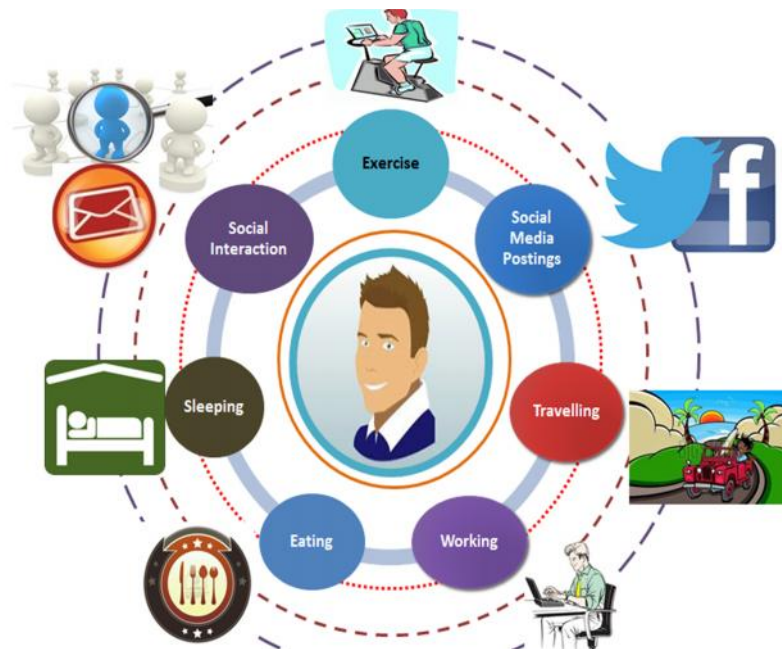 Exercise
Social
Interaction
Social
Media
Postings
f
Sleeping
Travelling
Eating
Working